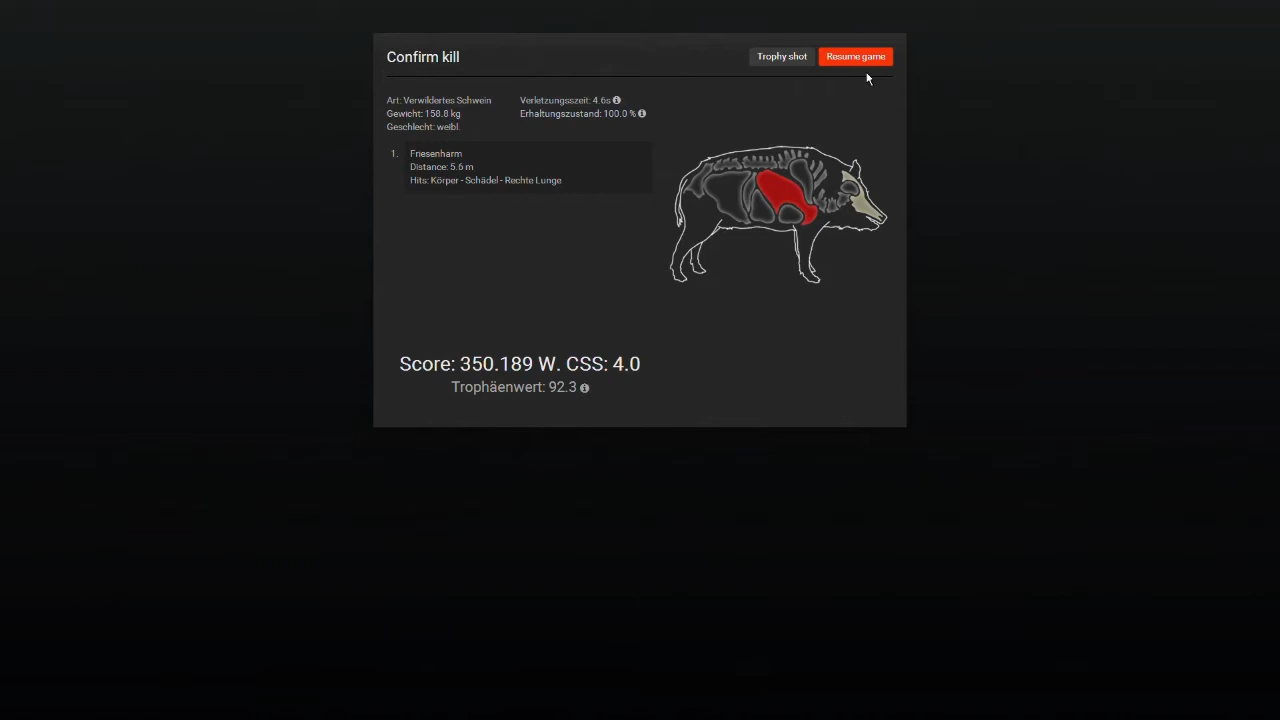 Confirm kill
Trophy shot
Resume game
Art: Verwildertes Schwein
Gewicht: 158.8 kg
Geschlecht: weibl.
Verletzungsszeit: 4.6s
Erhaltungszustand: 100.0 %
1.
Friesenharm
Distance: 5.6 m
Hits: Körper - Schädel - Rechte Lunge
Score: 350.189 W. CSS: 4.0
Trophäenwert: 92.3